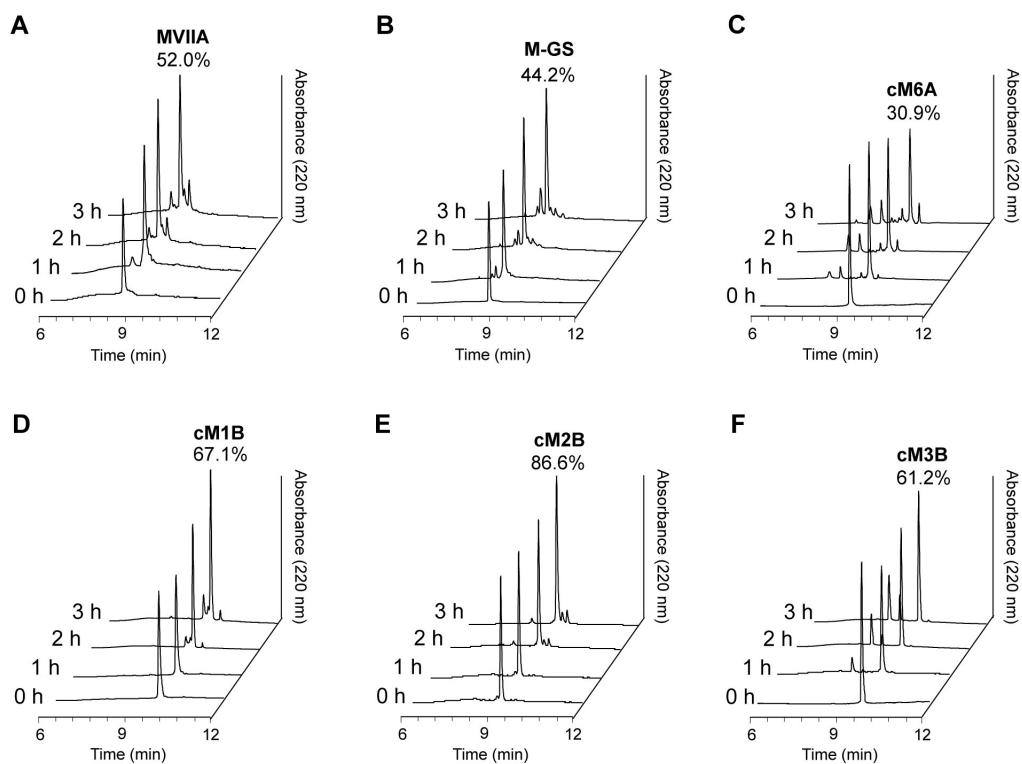 A
MVIIA
52.0%
Absorbance (220 nm)
3 h
2 h
1 h
0 h
6 9 12
Time (min)
B
M-GS
44.2%
Absorbance (220 nm)
3 h
2 h
1 h
0 h
6 9 12
Time (min)
C
cM6A
30.9%
Absorbance (220 nm)
3 h
2 h
1 h
0 h
6 9 12
Time (min)
D
cM1B
67.1%
Absorbance (220 nm)
3 h
2 h
1 h
0 h
6 9 12
Time (min)
E
cM2B
86.6%
Absorbance (220 nm)
3 h
2 h
1 h
0 h
6 9 12
Time (min)
F
cM3B
61.2%
Absorbance (220 nm)
3 h
2 h
1 h
0 h
6 9 12
Time (min)